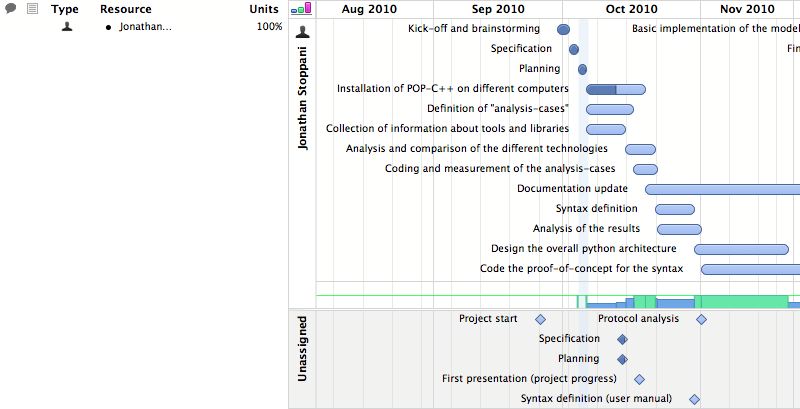 Type Resource Units
Jonathan... 100%
Aug 2010 Sep 2010 Oct 2010 Nov 2010
Jonathan Stoppani
Kick-off and brainstorming Basic implementation of the model
Specification Fin
Planning
Installation of POP-C++ on different computers
Definition of "analysis-cases"
Collection of information about tools and libraries
Analysis and comparison of the different technologies
Coding and measurement of the analysis-cases
Documentation update
Syntax definition
Analysis of the results
Design the overall python architecture
Code the proof-of-concept for the syntax
Unassigned
Project start Protocol analysis
Specification
Planning
First presentation (project progress)
Syntax definition (user manual)